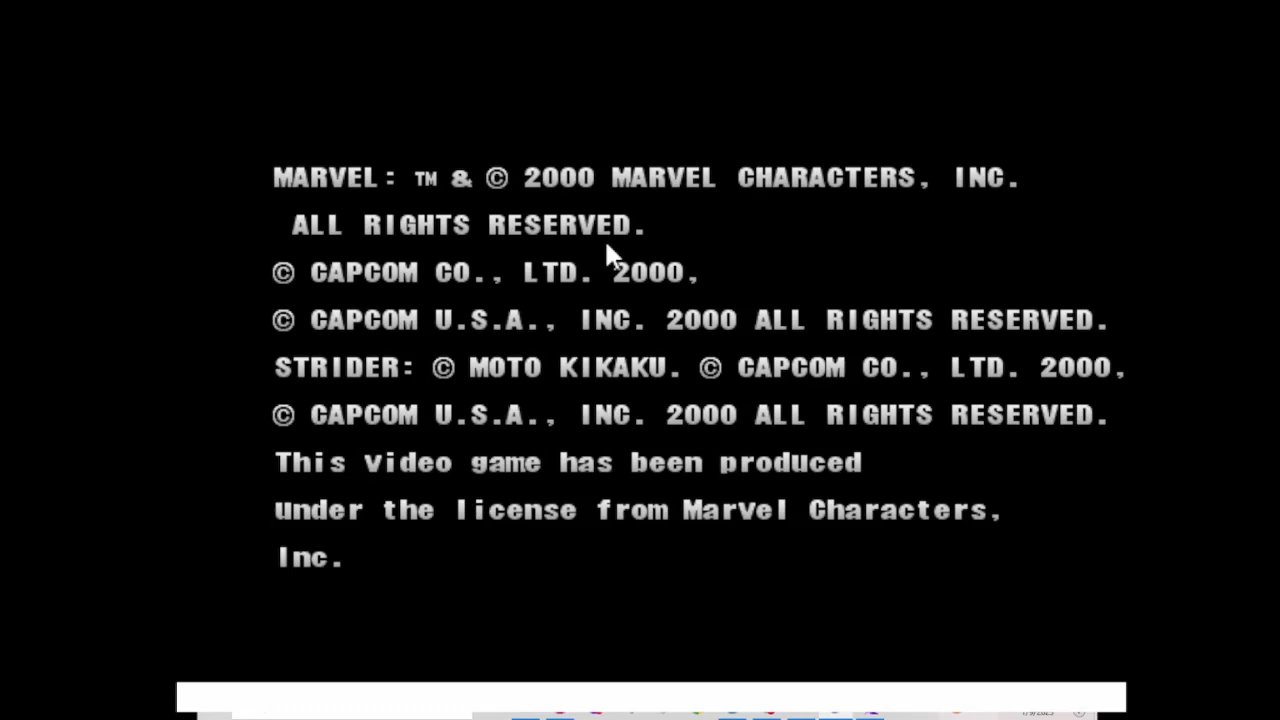 MARVEL: ™ & © 2000 MARVEL CHARACTERS, INC.
ALL RIGHTS RESERVED.
© CAPCOM CO., LTD. 2000,
© CAPCOM U.S.A., INC. 2000 ALL RIGHTS RESERVED.
STRIDER: © MOTO KIKAKU. © CAPCOM CO., LTD. 2000,
© CAPCOM U.S.A., INC. 2000 ALL RIGHTS RESERVED.
This video game has been produced
under the license from Marvel Characters,
Inc.